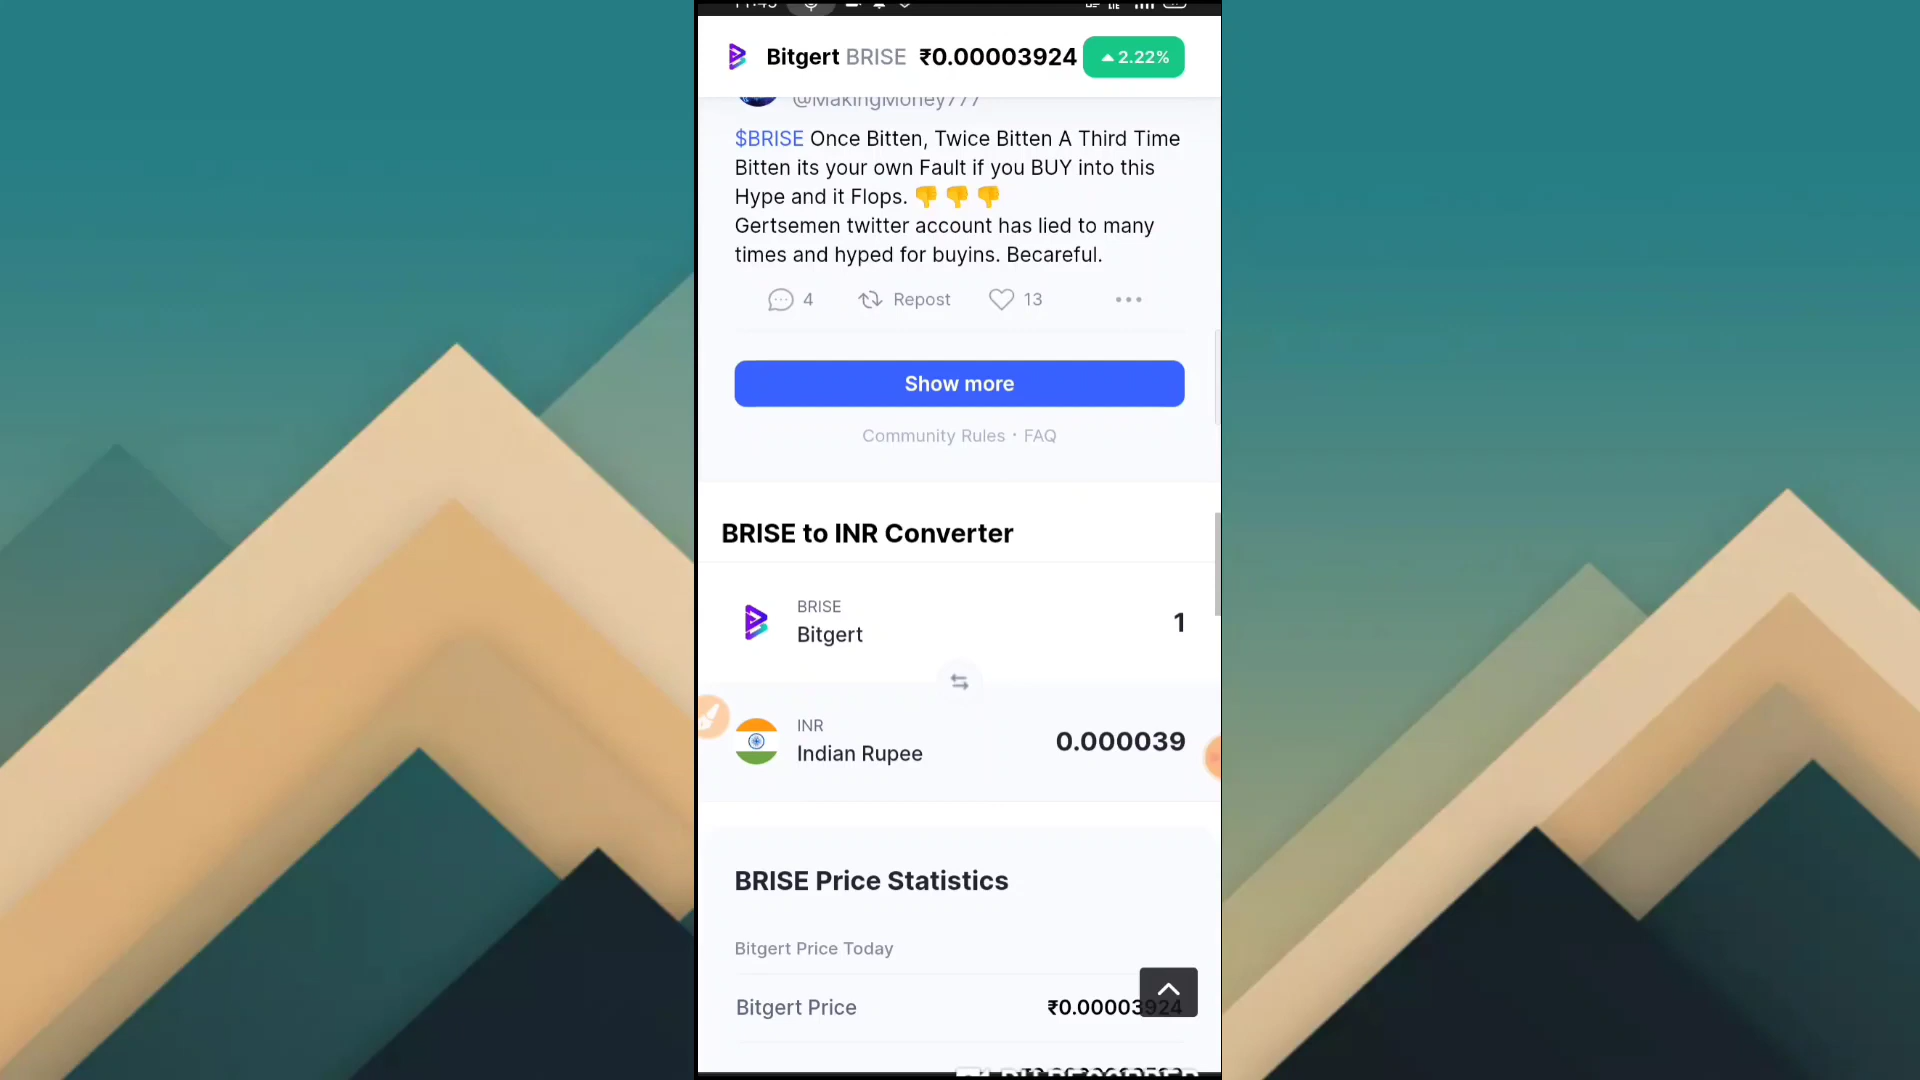 Bitgert BRISE ₹0.00003924 2.22%
@MakingMoney777
$BRISE Once Bitten, Twice Bitten A Third Time
Bitten its your own Fault if you BUY into this
Hype and it Flops. 👎 👎 👎
Gertsemen twitter account has lied to many
times and hyped for buyins. Becareful.
4 Repost 13
Show more
Community Rules · FAQ
BRISE to INR Converter
BRISE
Bitgert
1
INR
Indian Rupee
0.000039
BRISE Price Statistics
Bitgert Price Today
Bitgert Price ₹0.00003924